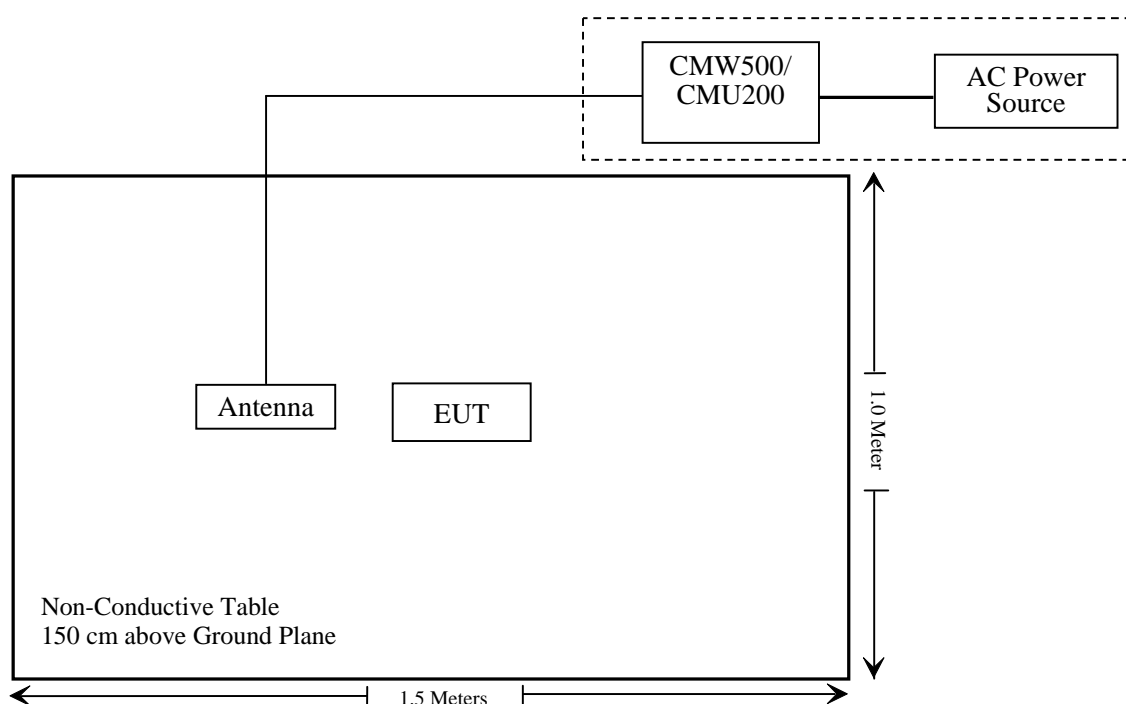 CMW500/
CMU200
AC Power
Source
Antenna
EUT
1.0 Meter
Non-Conductive Table
150 cm above Ground Plane
1.5 Meters